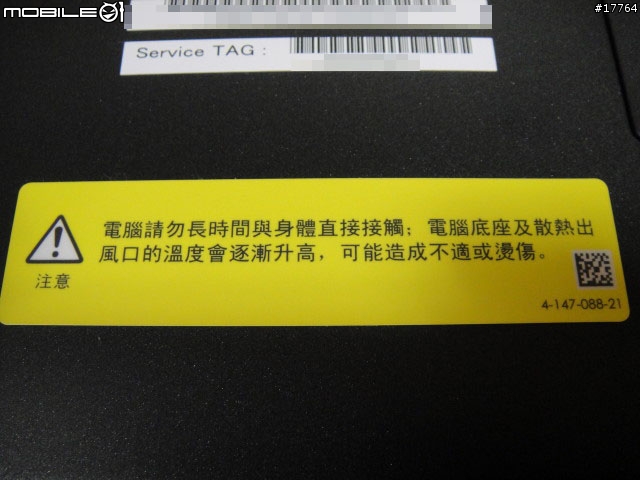 MOBILE01
#17764
Service TAG :
電腦請勿長時間與身體直接接觸；電腦底座及散熱出
風口的溫度會逐漸升高，可能造成不適或燙傷。
注意
4-147-088-21